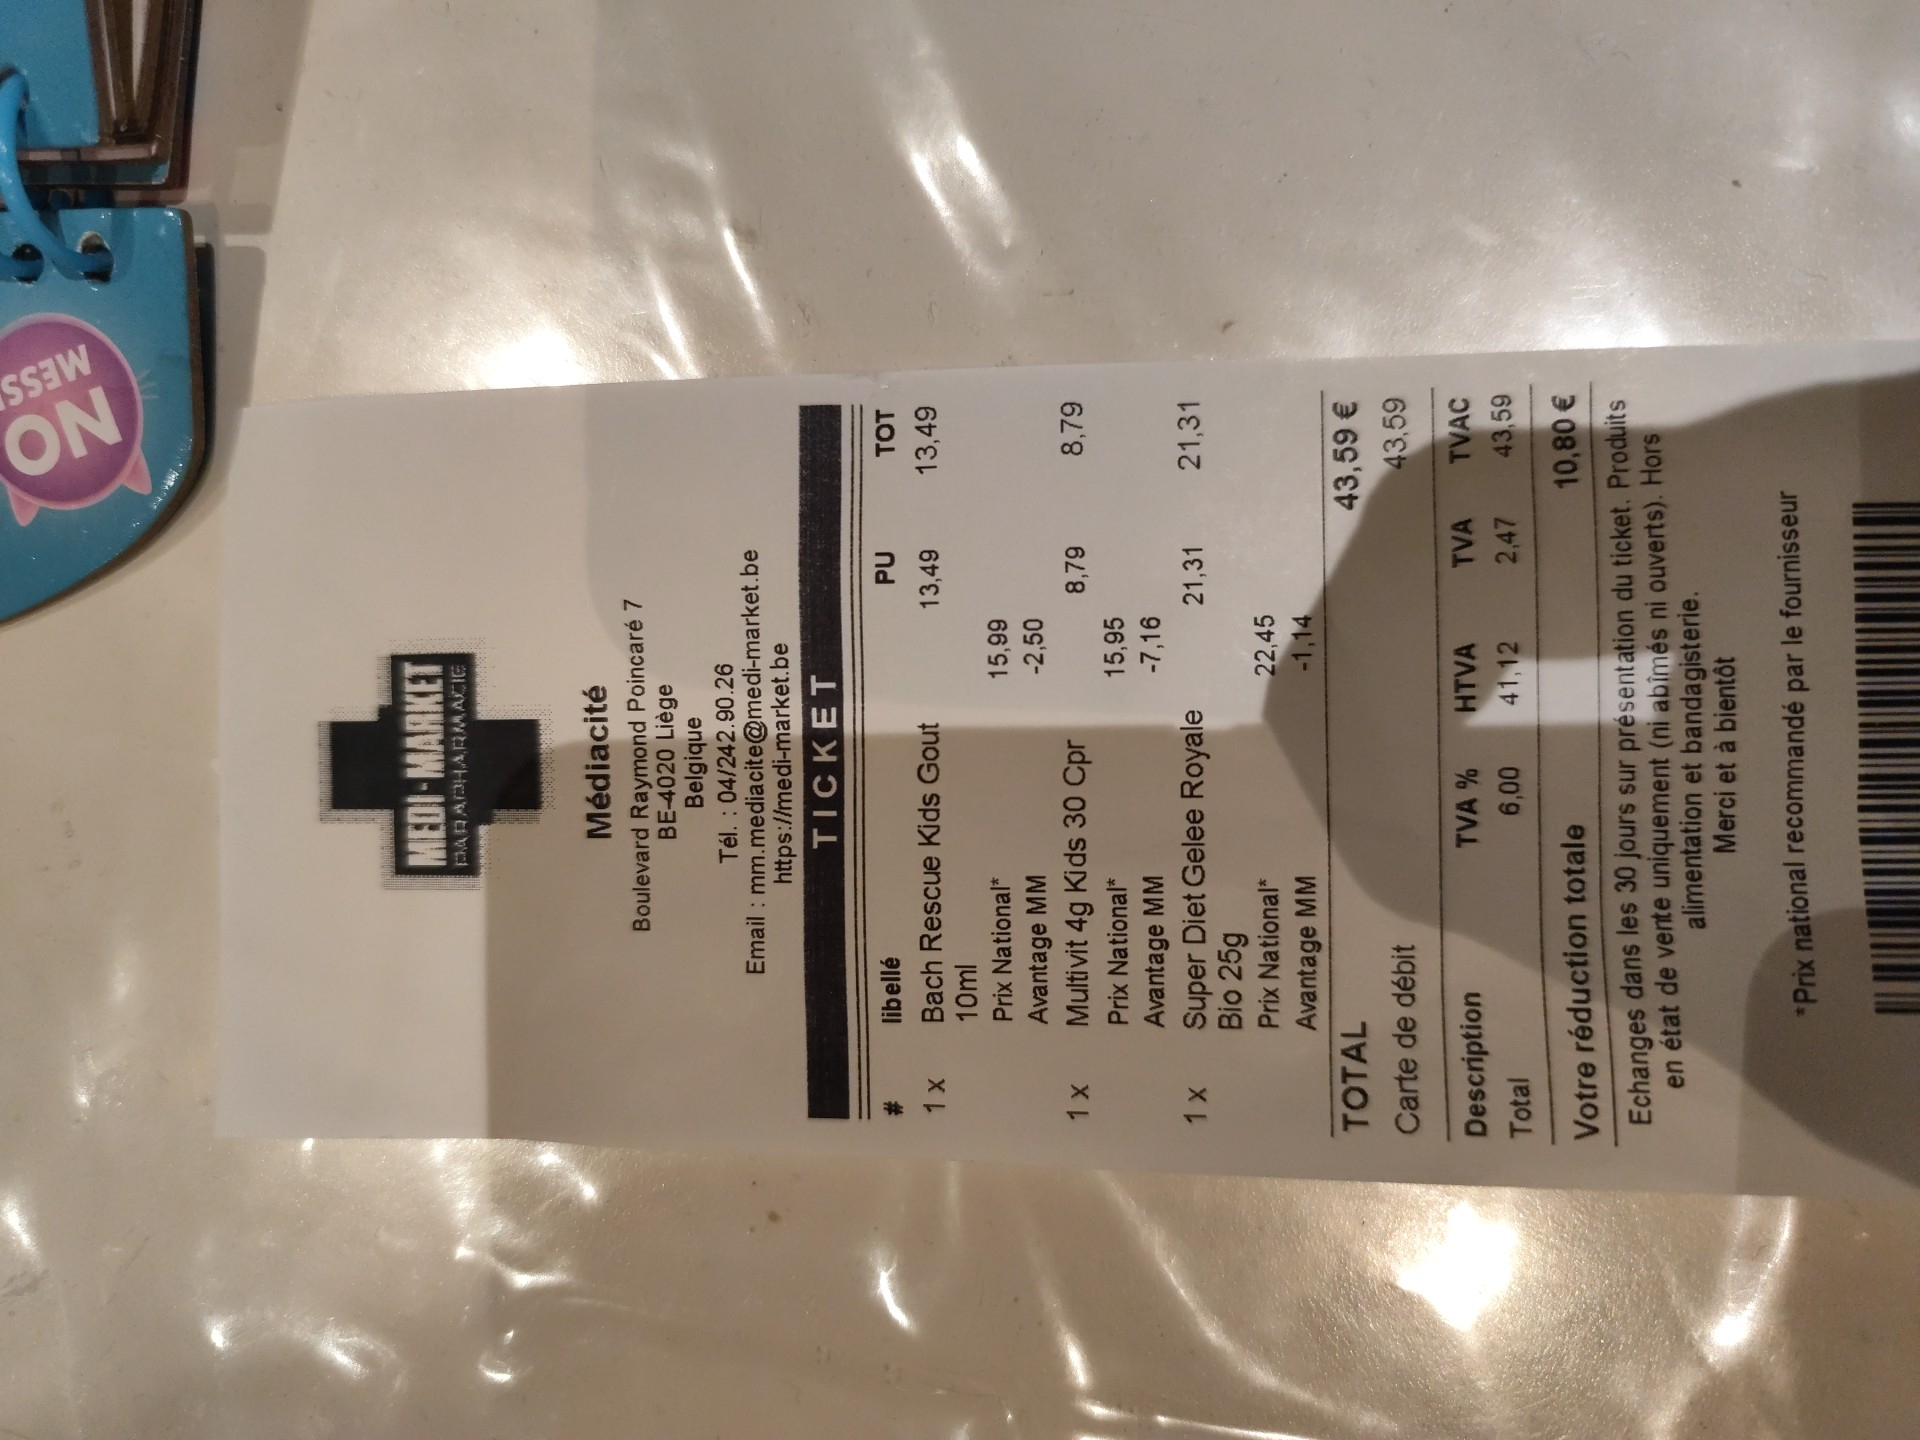 NO
MEDI-MARKET
PARAPHARMACIE
Médiacité
Boulevard Raymond Poincaré 7
BE-4020 Liège
Belgique
Tél. : 04/242.90.26
Email : mm.mediacite@medi-market.be
https://medi-market.be
TICKET
# libellé PU TOT
1 x Bach Rescue Kids Gout 13,49 13,49
10ml
Prix National* 15,99
Avantage MM -2,50
1 x Multivit 4g Kids 30 Cpr 8,79 8,79
Prix National* 15,95
Avantage MM -7,16
1 x Super Diet Gelee Royale 21,31 21,31
Bio 25g
Prix National* 22,45
Avantage MM -1,14
TOTAL 43,59 €
Carte de débit 43,59
Description TVA % HTVA TVA TVAC
Total 6,00 41,12 2,47 43,59
Votre réduction totale 10,80 €
Echanges dans les 30 jours sur présentation du ticket. Produits
en état de vente uniquement (ni abîmés ni ouverts). Hors
alimentation et bandagisterie.
Merci et à bientôt
*Prix national recommandé par le fournisseur